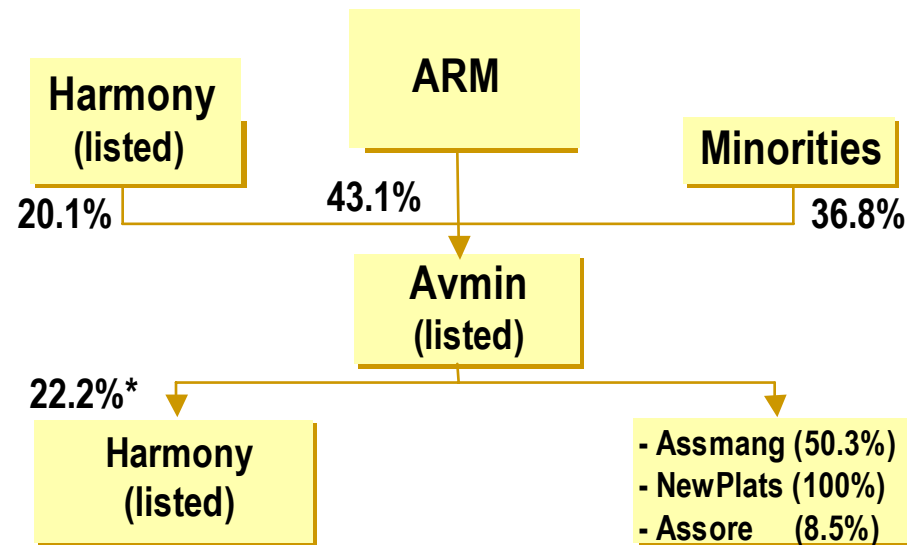 Harmony
(listed)
ARM
Minorities
20.1%
43.1%
36.8%
Avmin
(listed)
22.2%*
Harmony
(listed)
- Assmang (50.3%)
- NewPlats (100%)
- Assore (8.5%)